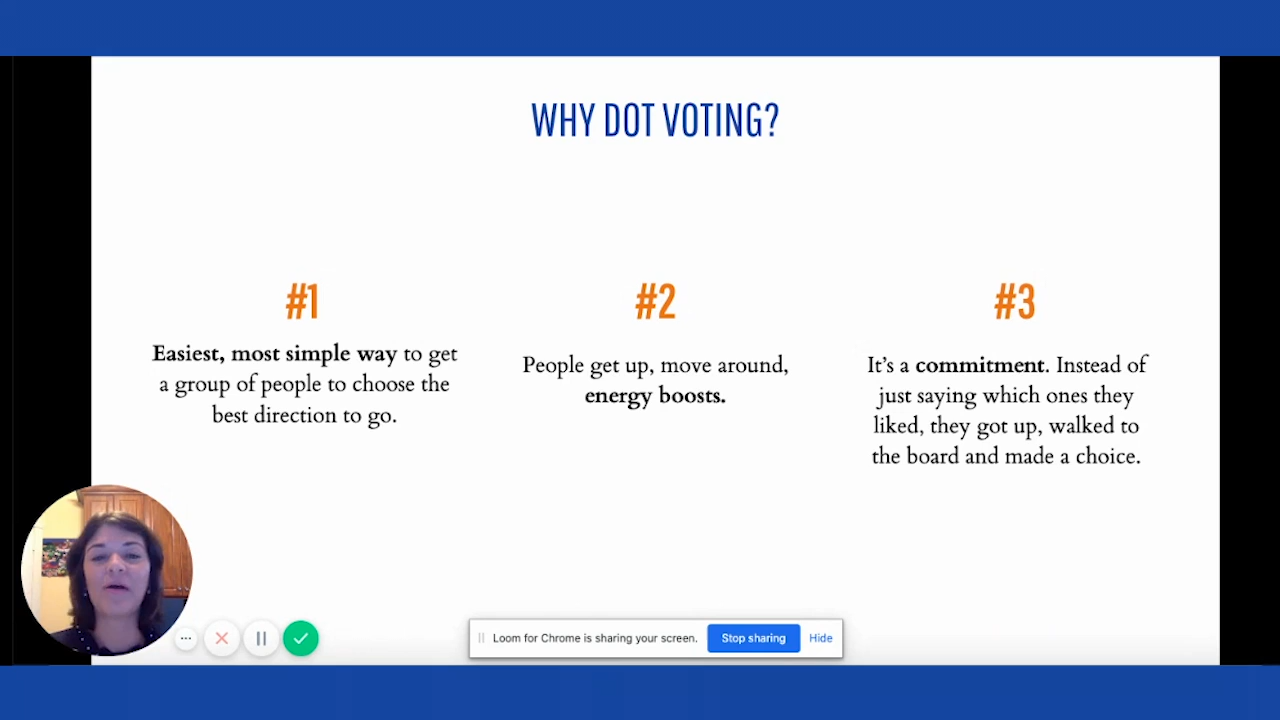 WHY DOT VOTING?
#1
Easiest, most simple way to get
a group of people to choose the
best direction to go.
#2
People get up, move around,
energy boosts.
#3
It's a commitment. Instead of
just saying which ones they
liked, they got up, walked to
the board and made a choice.
Loom for Chrome is sharing your screen.
Stop sharing
Hide